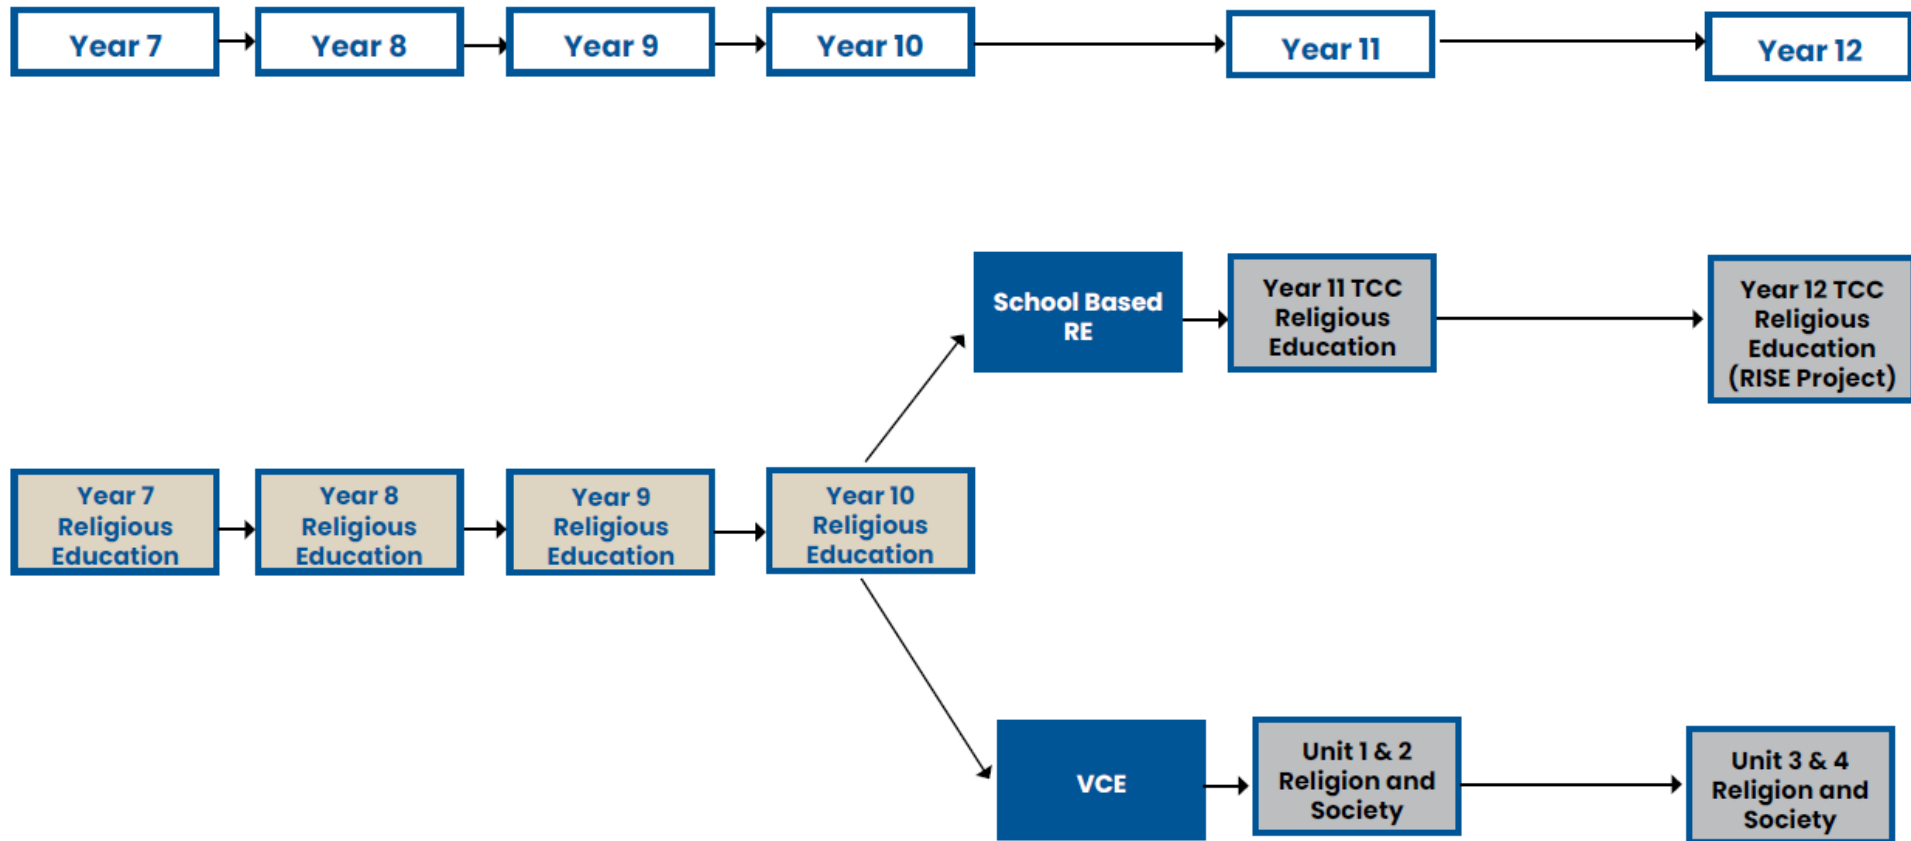 Year 7
Year 8
Year 9
Year 10
Year 11
Year 12
School Based
RE
Year 11 TCC
Religious
Education
Year 12 TCC
Religious
Education
(RISE Project)
Year 7
Religious
Education
Year 8
Religious
Education
Year 9
Religious
Education
Year 10
Religious
Education
VCE
Unit 1 & 2
Religion and
Society
Unit 3 & 4
Religion and
Society